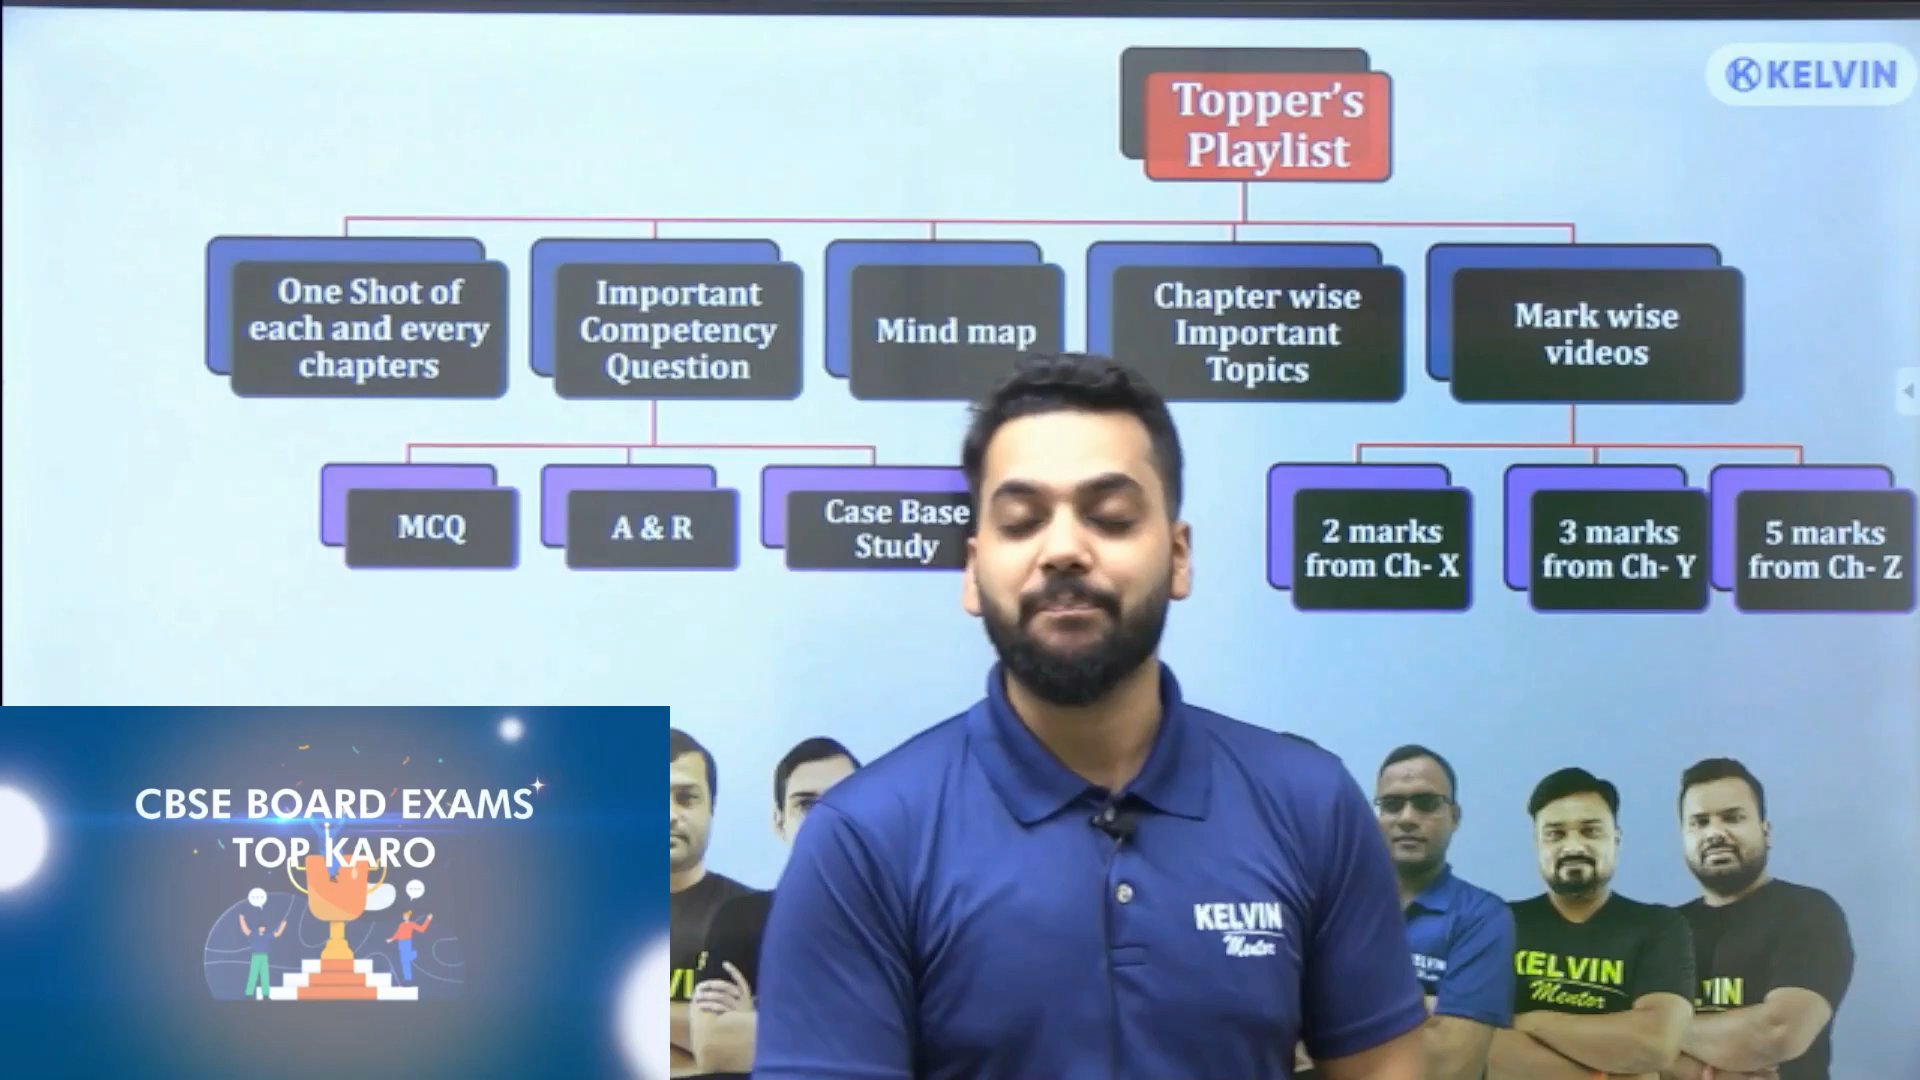 Topper's
Playlist
KELVIN
One Shot of
each and every
chapters
Important
Competency
Question
Mind map
Chapter wise
Important
Topics
Mark wise
videos
MCQ
A & R
Case Base
Study
2 marks
from Ch- X
3 marks
from Ch- Y
5 marks
from Ch- Z
CBSE BOARD EXAMS
TOP KARO
KELVIN
Mentor
KELVIN
Mentor